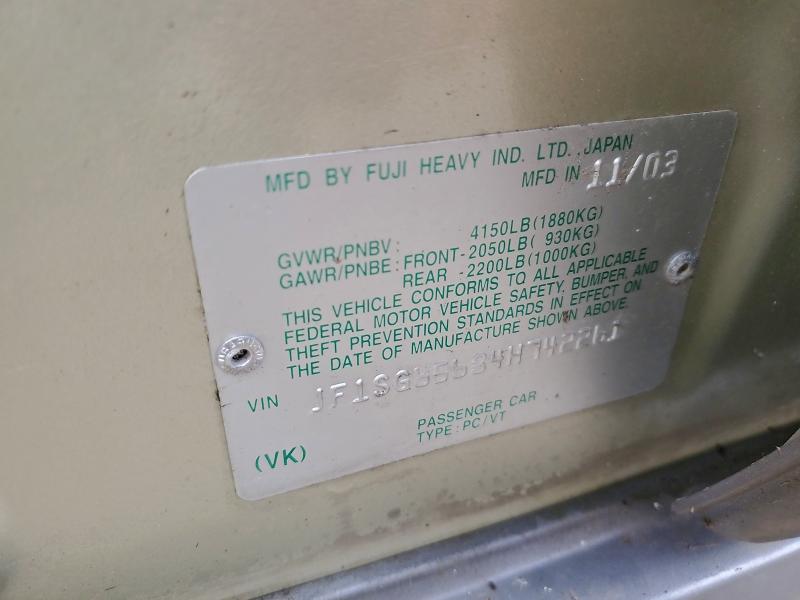 MFD BY FUJI HEAVY IND. LTD. JAPAN
MFD IN 11/03
GVWR/PNBV: 4150LB(1880KG)
GAWR/PNBE: FRONT-2050LB( 930KG)
REAR -2200LB(1000KG)
THIS VEHICLE CONFORMS TO ALL APPLICABLE
FEDERAL MOTOR VEHICLE SAFETY, BUMPER, AND
THEFT PREVENTION STANDARDS IN EFFECT ON
THE DATE OF MANUFACTURE SHOWN ABOVE.
VIN
PASSENGER CAR
TYPE: PC/VT
(VK)